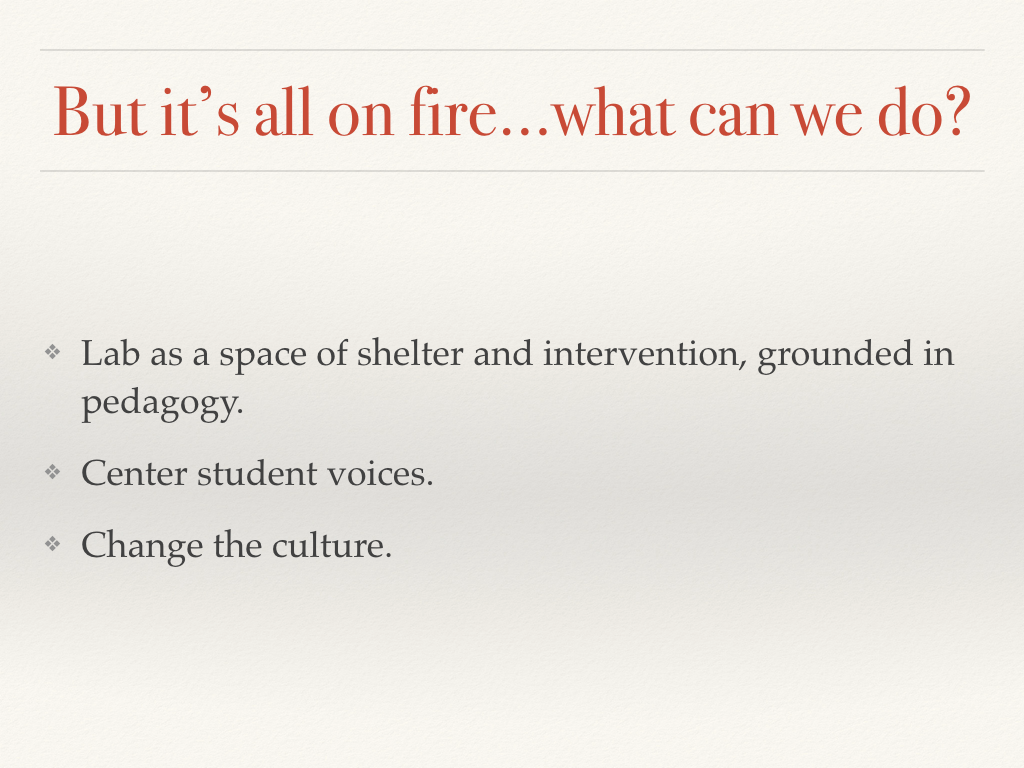 But it’s all on fire…what can we do?
❖ Lab as a space of shelter and intervention, grounded in
pedagogy.
❖ Center student voices.
❖ Change the culture.